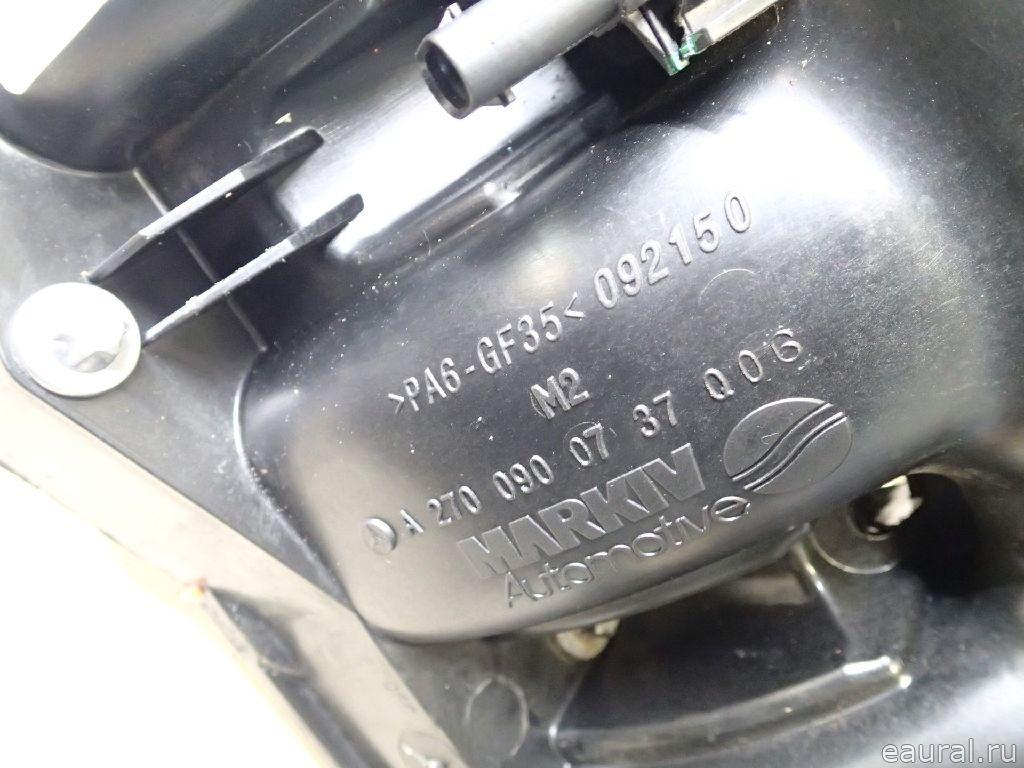 >PA6-GF35< 092150
M2
A 270 090 07 37 Q06
MARKIV
Automotive
eaural.ru